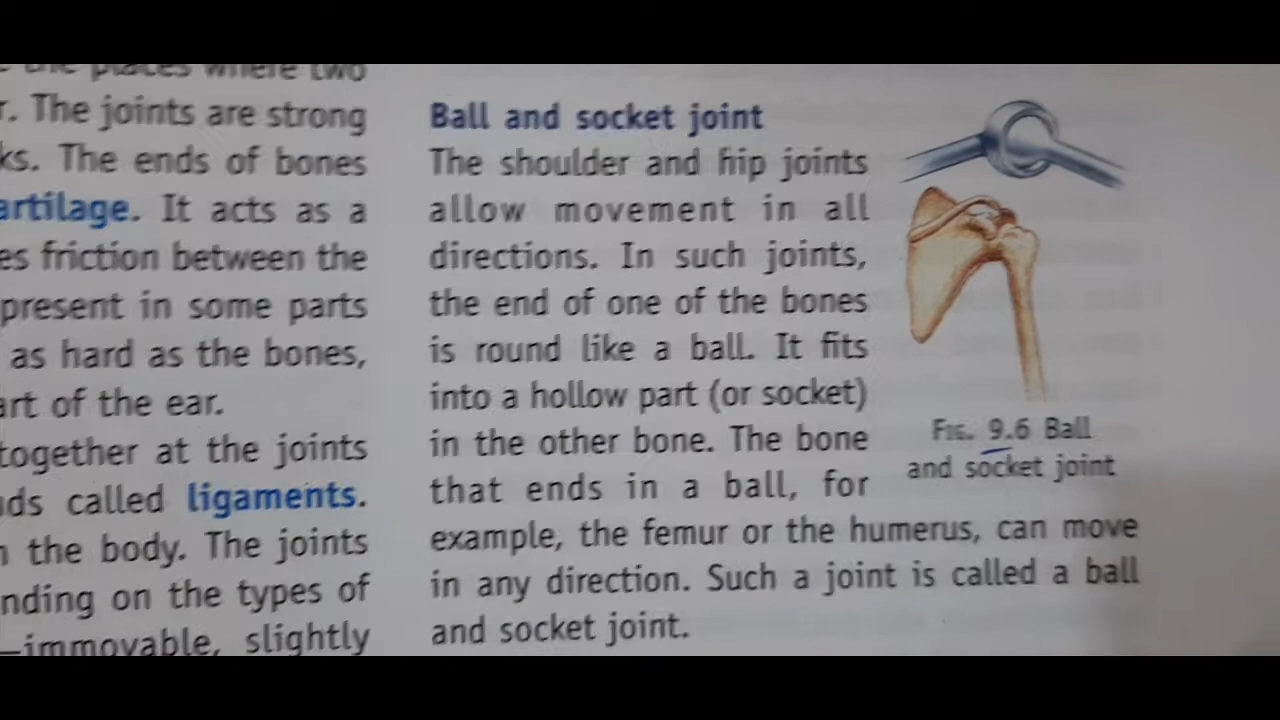 the places where two
r. The joints are strong
ks. The ends of bones
artilage. It acts as a
es friction between the
present in some parts
as hard as the bones,
art of the ear.
together at the joints
ds called ligaments.
n the body. The joints
nding on the types of
—immovable, slightly
Ball and socket joint
The shoulder and hip joints
allow movement in all
directions. In such joints,
the end of one of the bones
is round like a ball. It fits
into a hollow part (or socket)
in the other bone. The bone
that ends in a ball, for
example, the femur or the humerus, can move
in any direction. Such a joint is called a ball
and socket joint.
FIG. 9.6 Ball
and socket joint